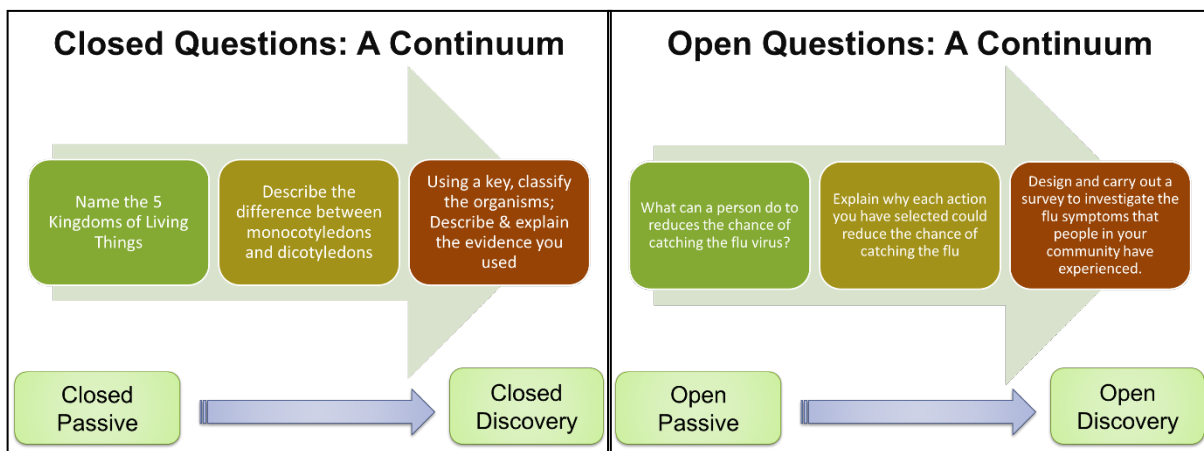 Closed Questions: A Continuum
Name the 5
Kingdoms of Living
Things
Describe the
difference between
monocotyledons
and dicotyledons
Using a key, classify
the organisms;
Describe & explain
the evidence you
used
Closed
Passive
Closed
Discovery
Open Questions: A Continuum
What can a person do to
reduces the chance of
catching the flu virus?
Explain why each action
you have selected could
reduce the chance of
catching the flu
Design and carry out a
survey to investigate the
flu symptoms that
people in your
community have
experienced.
Open
Passive
Open
Discovery